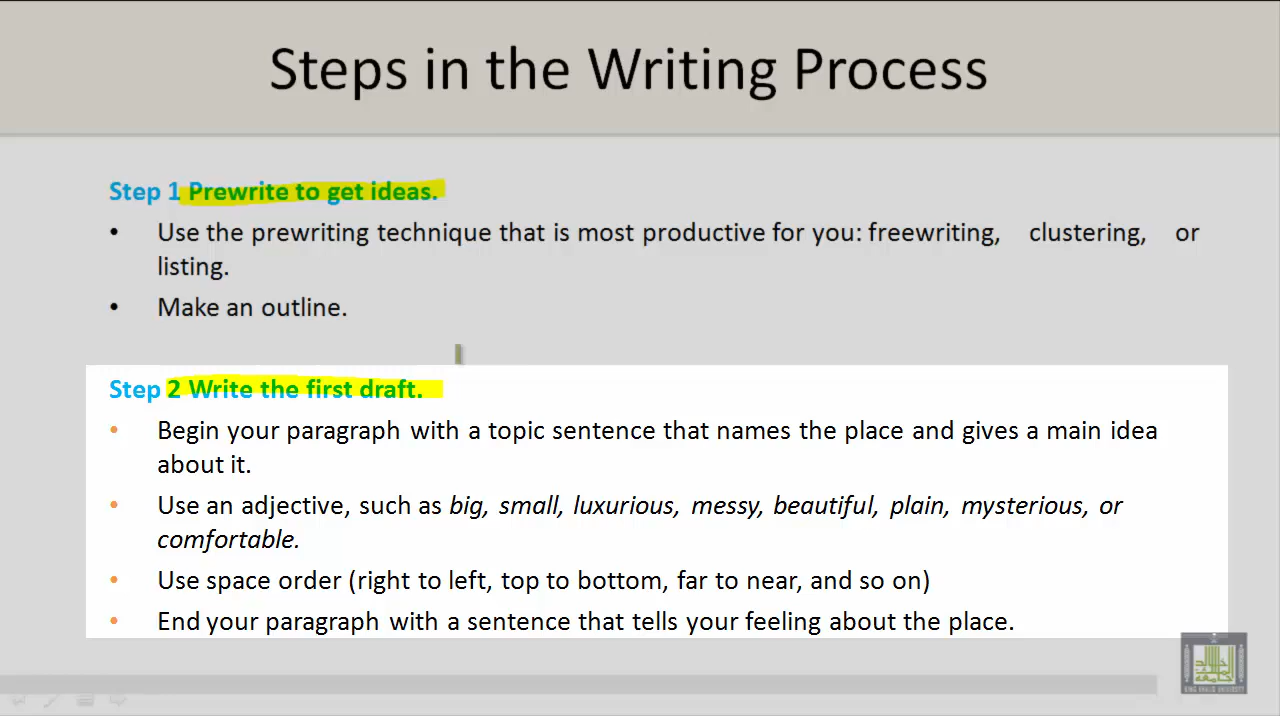 Steps in the Writing Process
Step 1 Prewrite to get ideas.
• Use the prewriting technique that is most productive for you: freewriting, clustering, or
listing.
• Make an outline.
Step 2 Write the first draft.
• Begin your paragraph with a topic sentence that names the place and gives a main idea
about it.
• Use an adjective, such as big, small, luxurious, messy, beautiful, plain, mysterious, or
comfortable.
• Use space order (right to left, top to bottom, far to near, and so on)
• End your paragraph with a sentence that tells your feeling about the place.
KING KHALID UNIVERSITY